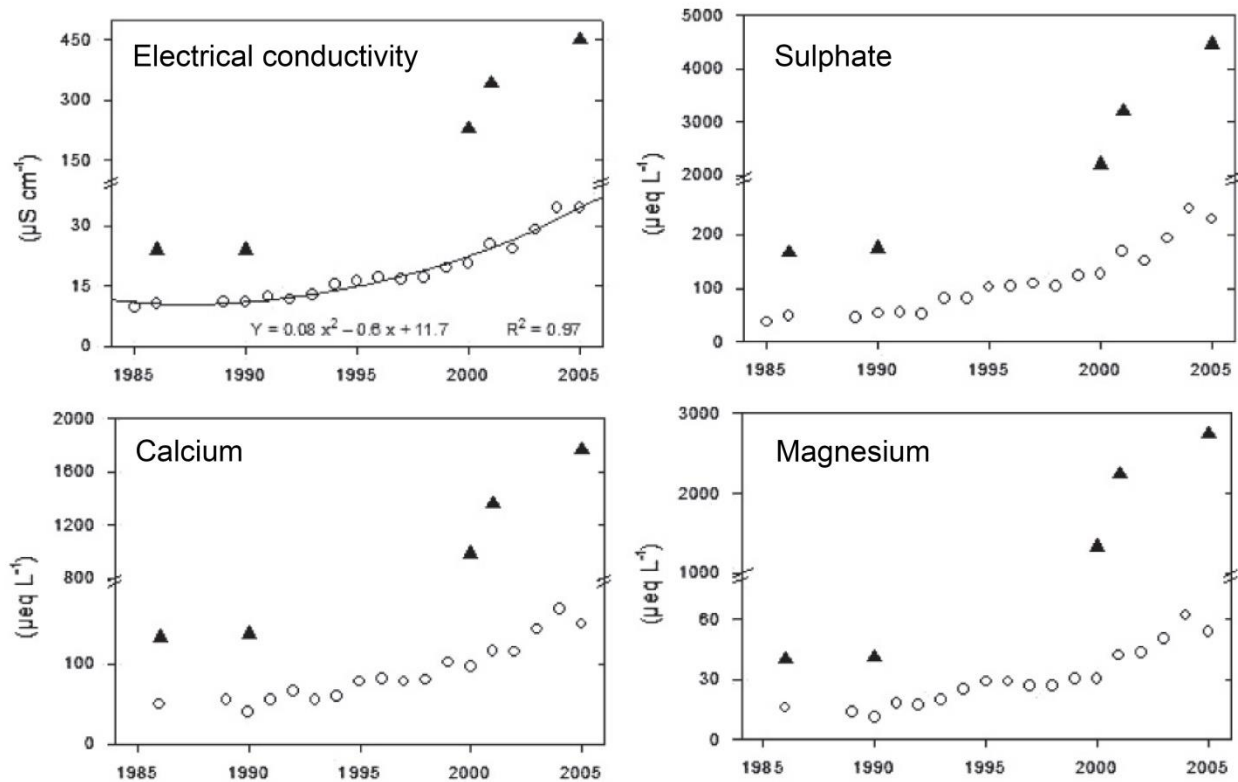 Electrical conductivity
450
300
150
30
15
0
(µS cm⁻¹)
Y = 0.08 x² – 0.6 x + 11.7
R² = 0.97
1985 1990 1995 2000 2005
Sulphate
5000
4000
3000
2000
200
100
0
(µeq L⁻¹)
1985 1990 1995 2000 2005
Calcium
2000
1600
1200
800
100
0
(µeq L⁻¹)
1985 1990 1995 2000 2005
Magnesium
3000
2000
1000
60
30
0
(µeq L⁻¹)
1985 1990 1995 2000 2005